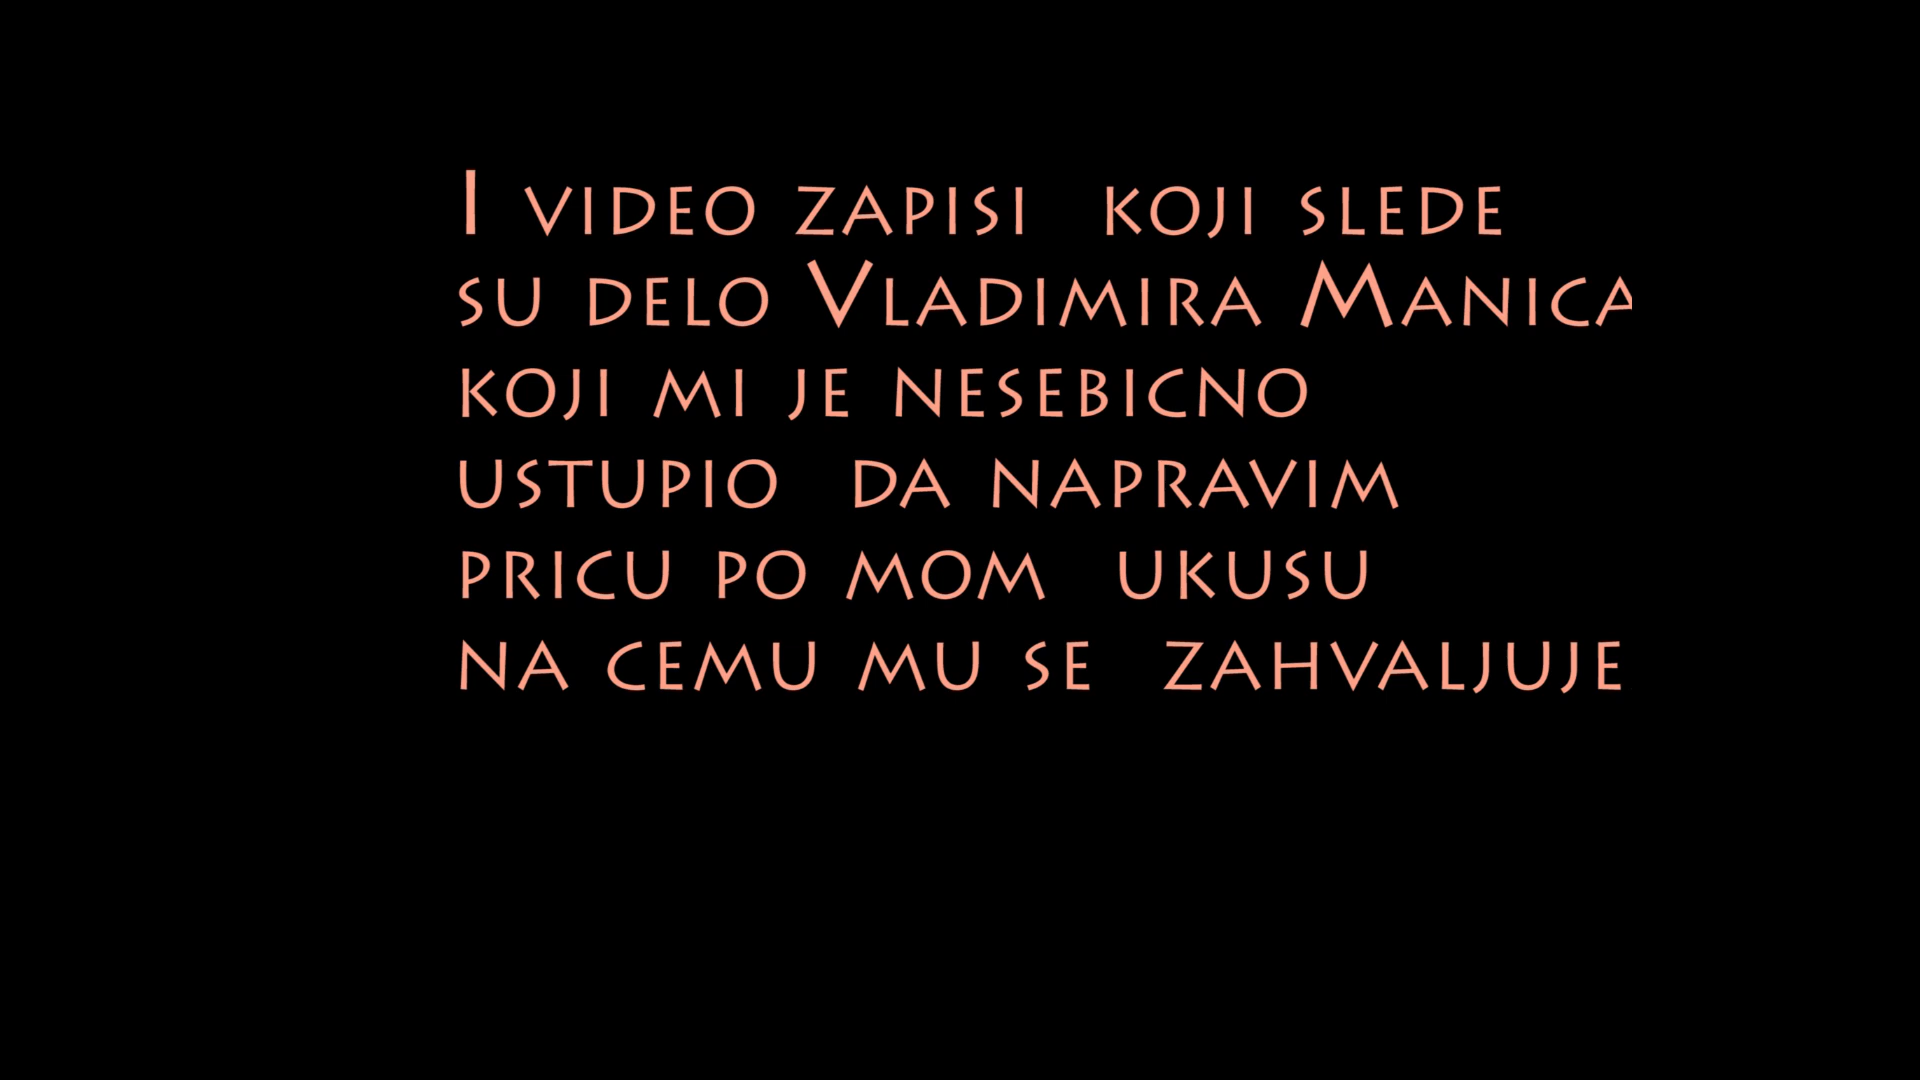 I video zapisi koji slede
su delo Vladimira Manica
koji mi je nesebicno
ustupio da napravim
pricu po mom ukusu
na cemu mu se zahvaljuje